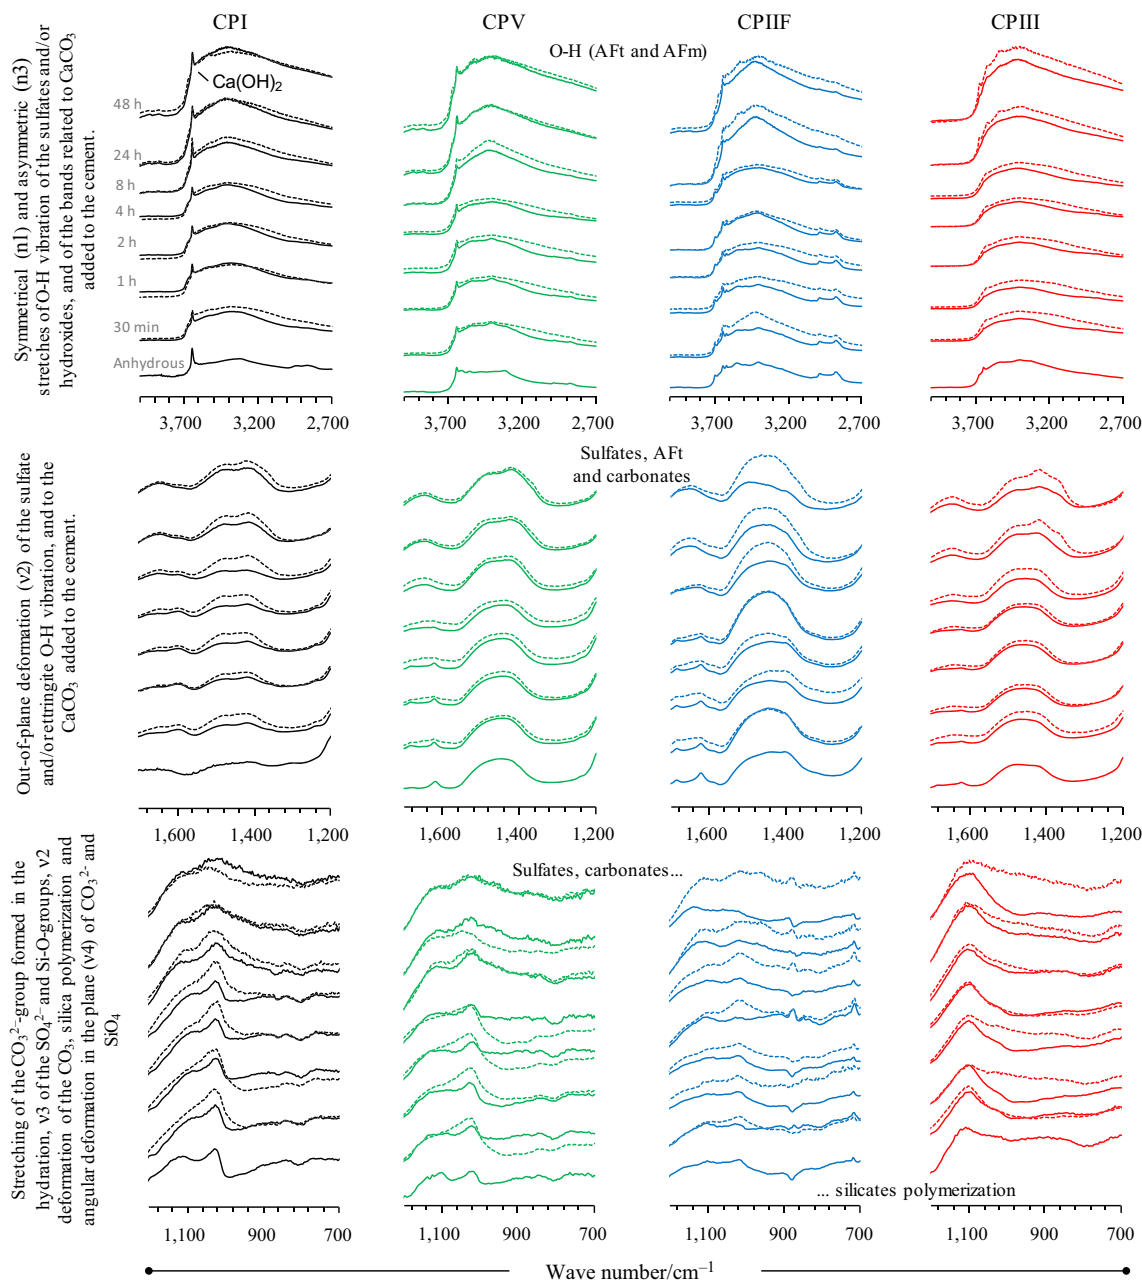 CPI
CPV
CPIIF
CPIII
Symmetrical (n1) and asymmetric (n3)
stretches of O-H vibration of the sulfates and/or
hydroxides, and of the bands related to CaCO3
added to the cement.
O-H (AFt and AFm)
Ca(OH)2
48 h
24 h
8 h
4 h
2 h
1 h
30 min
Anhydrous
3,700 3,200 2,700
3,700 3,200 2,700
3,700 3,200 2,700
3,700 3,200 2,700
Out-of-plane deformation (ν2) of the sulfate
and/orettringite O-H vibration, and to the
CaCO3 added to the cement.
Sulfates, AFt
and carbonates
1,600 1,400 1,200
1,600 1,400 1,200
1,600 1,400 1,200
1,600 1,400 1,200
Stretching of the CO3²⁻-group formed in the
hydration, ν3 of the SO4²⁻ and Si-O-groups, ν2
deformation of the CO3, silica polymerization and
angular deformation in the plane (ν4) of CO3²⁻ and
SiO4
Sulfates, carbonates...
... silicates polymerization
1,100 900 700
1,100 900 700
1,100 900 700
1,100 900 700
Wave number/cm⁻¹